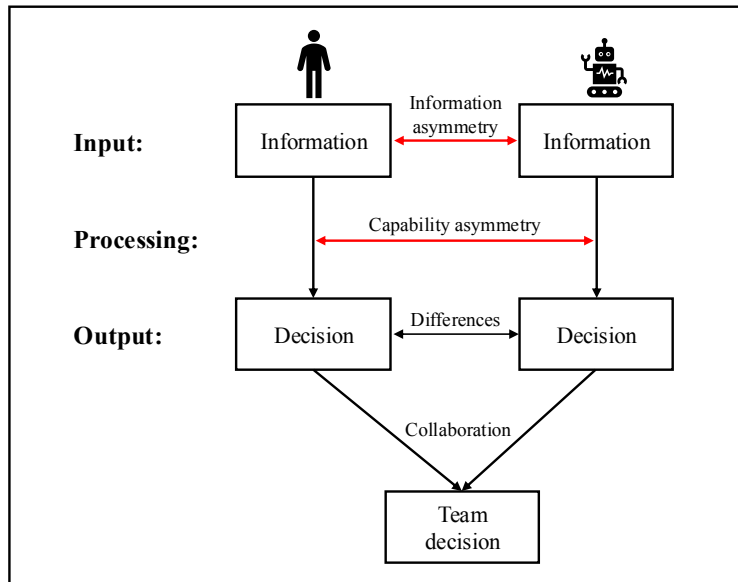 Information
asymmetry
Input:
Information
Information
Capability asymmetry
Processing:
Differences
Output:
Decision
Decision
Collaboration
Team
decision